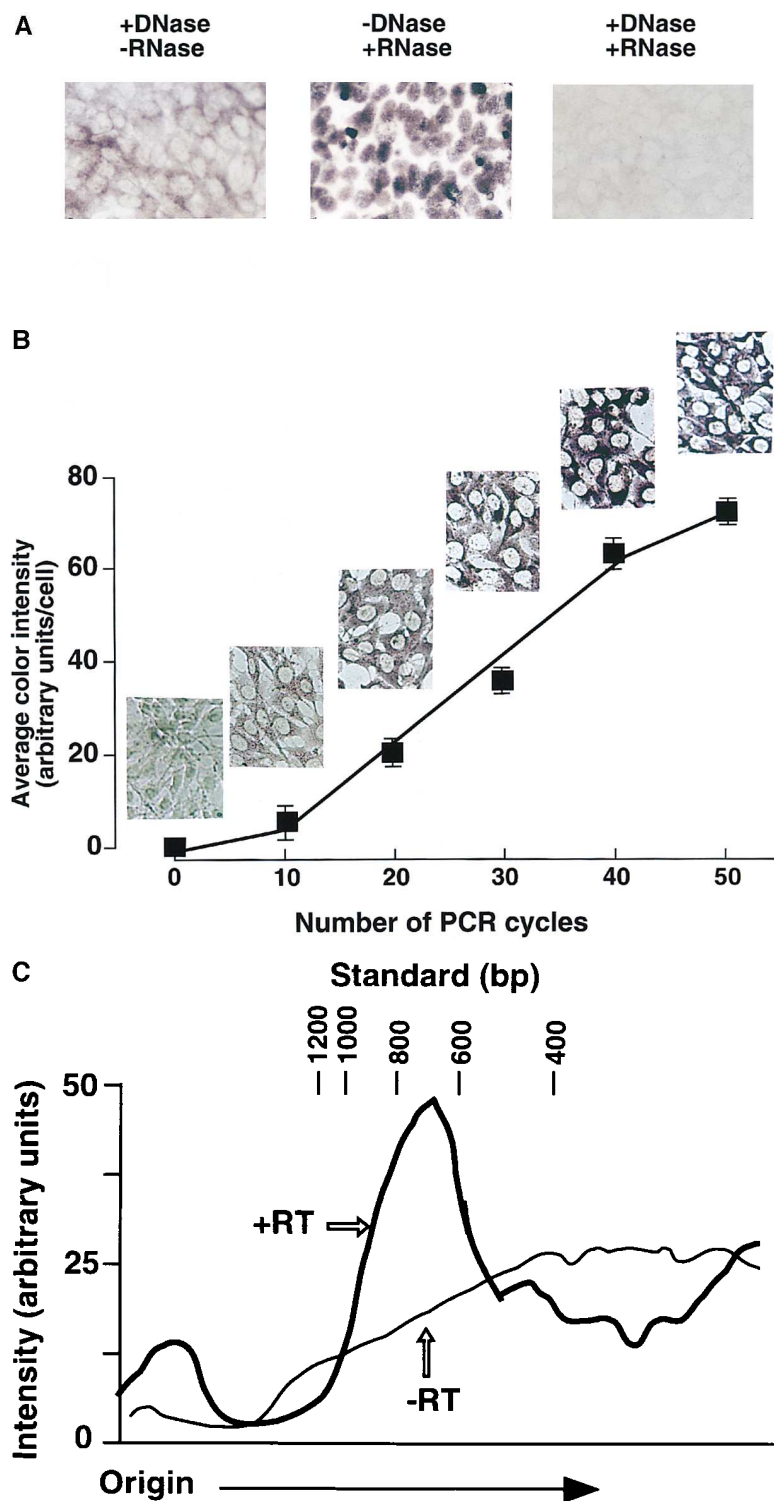 A
+DNase
-RNase
-DNase
+RNase
+DNase
+RNase
B
Average color intensity
(arbitrary units/cell)
80
60
40
20
0
0 10 20 30 40 50
Number of PCR cycles
C
Standard (bp)
1200 1000 800 600 400
Intensity (arbitrary units)
50
25
0
+RT
-RT
Origin